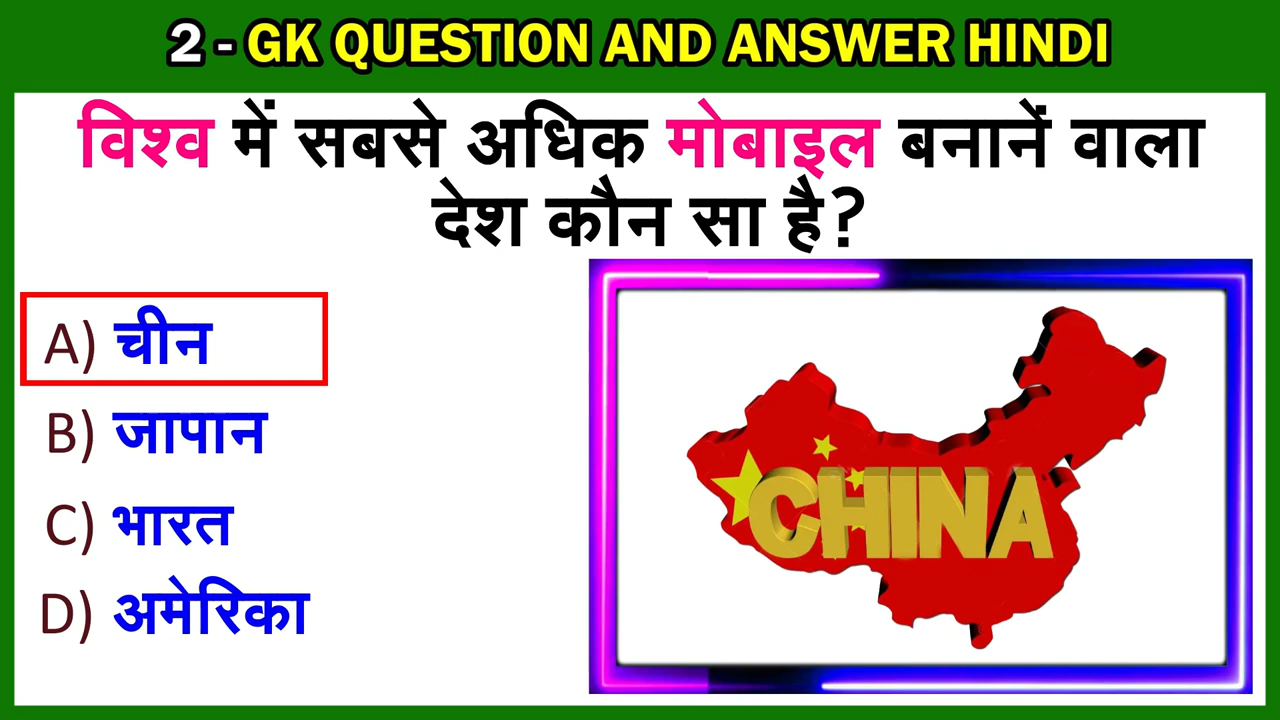 2 - GK QUESTION AND ANSWER HINDI
विश्व में सबसे अधिक मोबाइल बनानें वाला
देश कौन सा है?
A) चीन
B) जापान
C) भारत
D) अमेरिका
CHINA